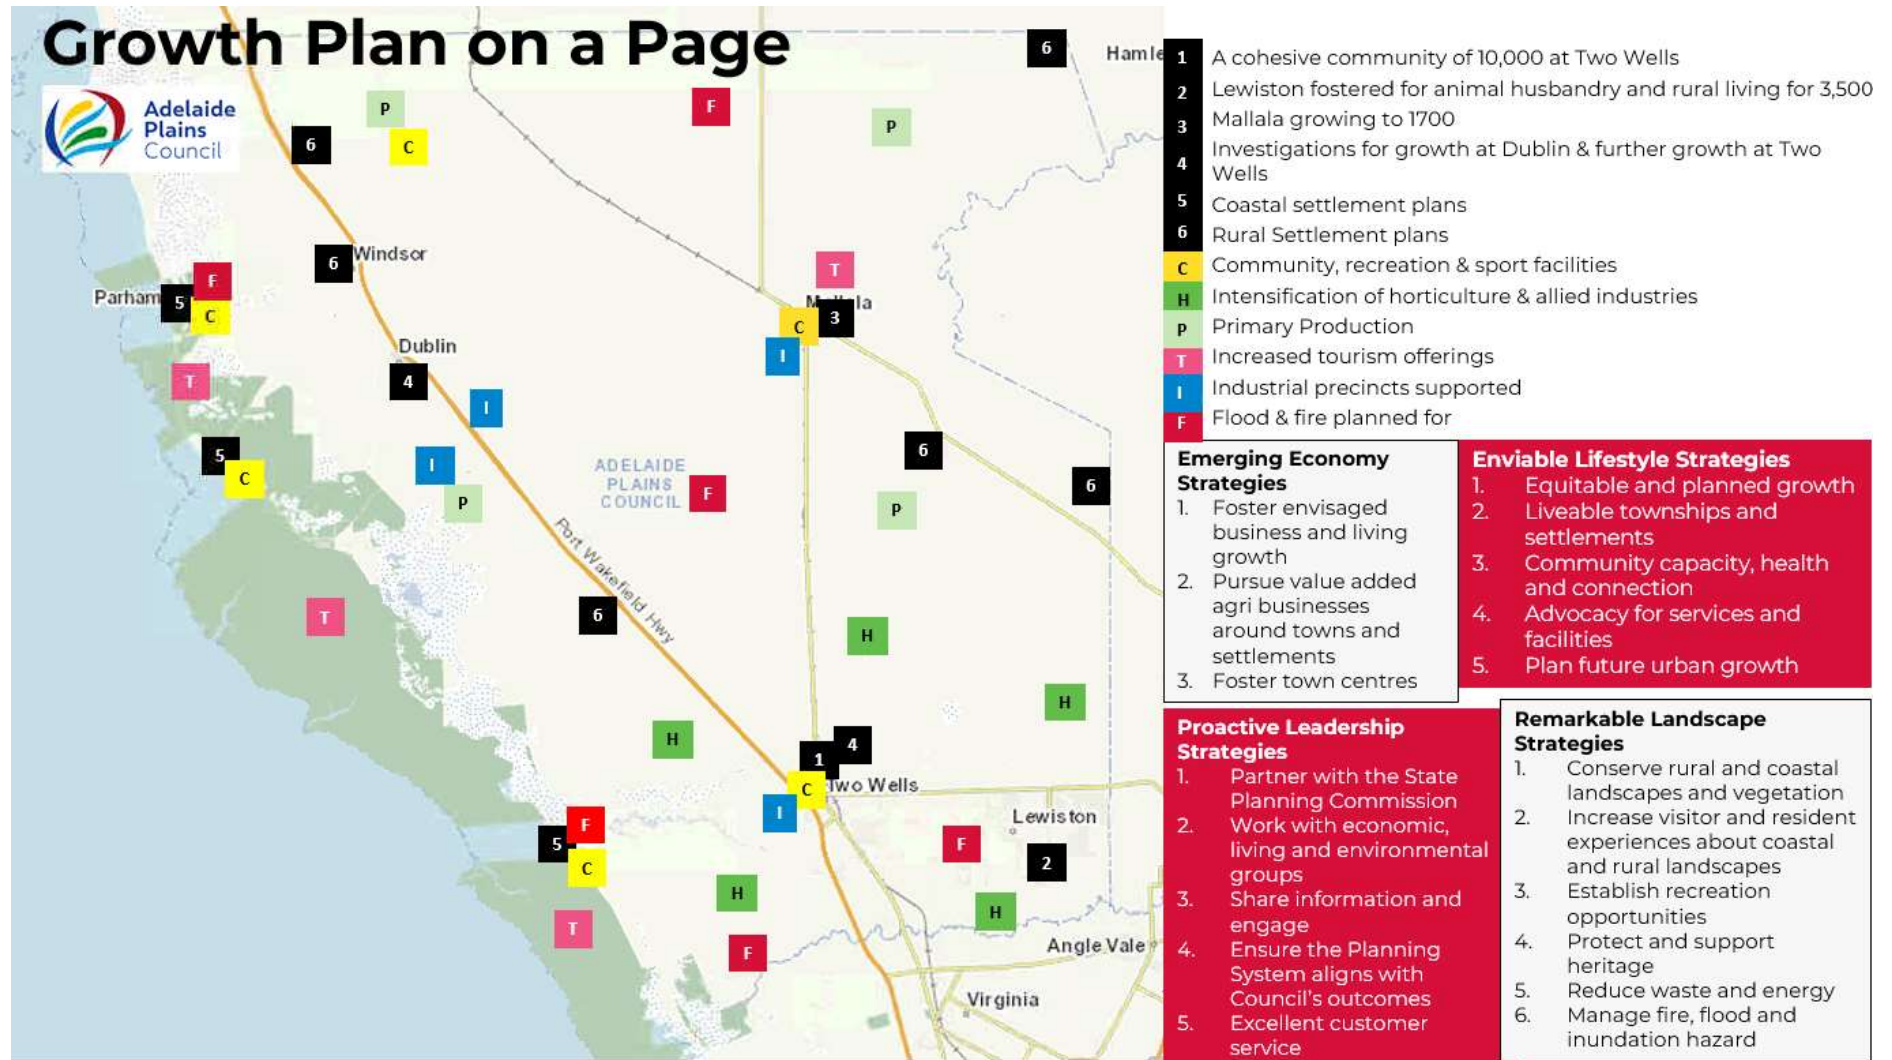 Growth Plan on a Page
Adelaide
Plains
Council
6
Hamle
P
C
6
F
P
Windsor
6
T
F
Parham
5
C
Mallala
C
3
I
Dublin
4
T
I
5
C
I
P
ADELAIDE
PLAINS
COUNCIL
F
6
6
P
Port Wakefield Hwy
6
T
H
H
H
4
1
C
Two Wells
I
Lewiston
F
5
C
F
2
H
H
T
F
Angle Vale
Virginia
1 A cohesive community of 10,000 at Two Wells
2 Lewiston fostered for animal husbandry and rural living for 3,500
3 Mallala growing to 1700
4 Investigations for growth at Dublin & further growth at Two
Wells
5 Coastal settlement plans
6 Rural Settlement plans
C Community, recreation & sport facilities
H Intensification of horticulture & allied industries
P Primary Production
T Increased tourism offerings
I Industrial precincts supported
F Flood & fire planned for
Emerging Economy
Strategies
1. Foster envisaged
business and living
growth
2. Pursue value added
agri businesses
around towns and
settlements
3. Foster town centres
Enviable Lifestyle Strategies
1. Equitable and planned growth
2. Liveable townships and
settlements
3. Community capacity, health
and connection
4. Advocacy for services and
facilities
5. Plan future urban growth
Proactive Leadership
Strategies
1. Partner with the State
Planning Commission
2. Work with economic,
living and environmental
groups
3. Share information and
engage
4. Ensure the Planning
System aligns with
Council's outcomes
5. Excellent customer
service
Remarkable Landscape
Strategies
1. Conserve rural and coastal
landscapes and vegetation
2. Increase visitor and resident
experiences about coastal
and rural landscapes
3. Establish recreation
opportunities
4. Protect and support
heritage
5. Reduce waste and energy
6. Manage fire, flood and
inundation hazard